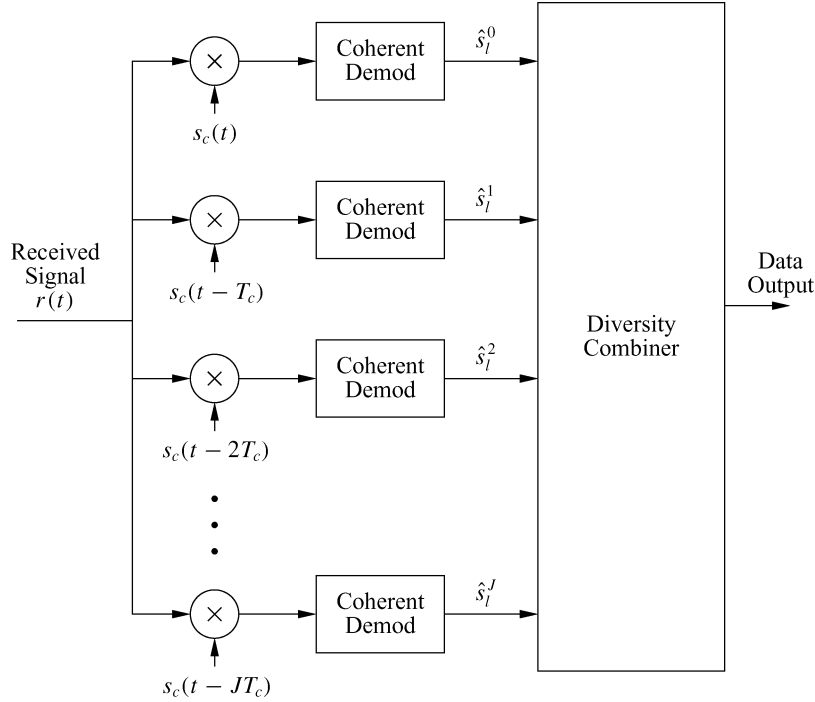 Coherent
Demod
ŝ_l^0
s_c(t)
Coherent
Demod
ŝ_l^1
s_c(t − T_c)
Received
Signal
r(t)
Data
Output
Diversity
Combiner
Coherent
Demod
ŝ_l^2
s_c(t − 2T_c)
Coherent
Demod
ŝ_l^J
s_c(t − JT_c)